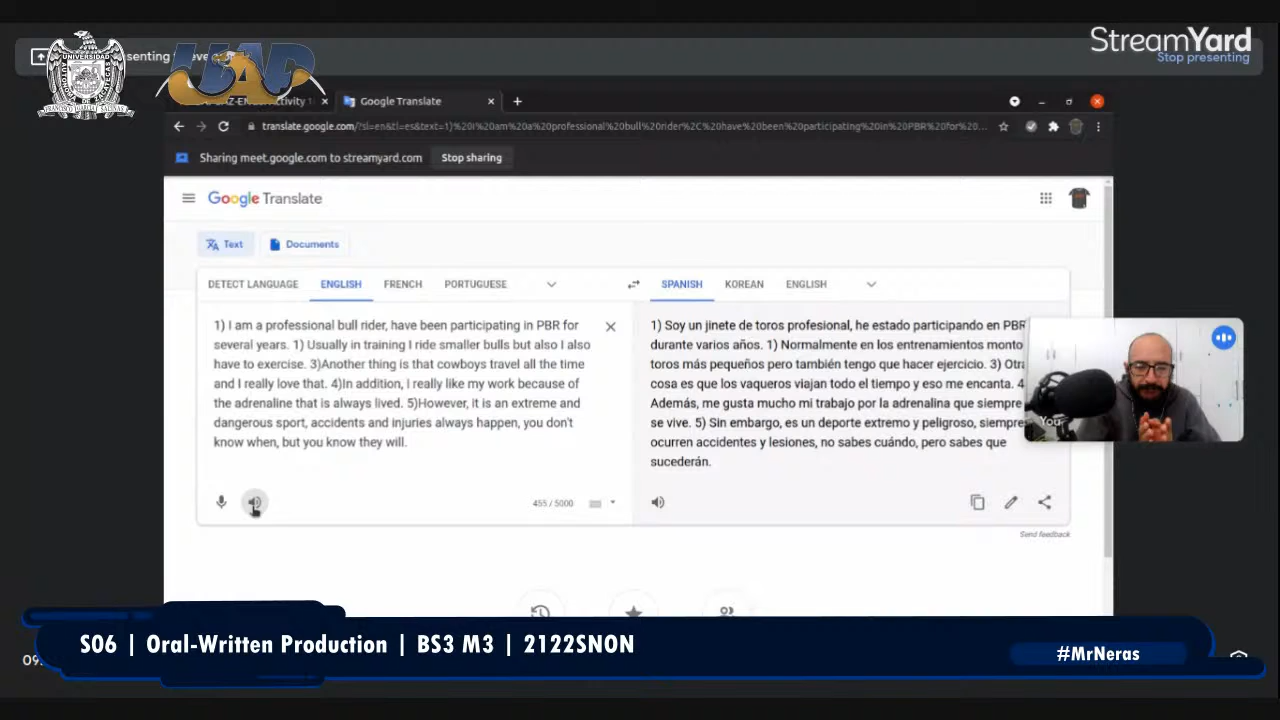 StreamYard
Stop presenting
UNIVERSIDAD
UAP
Activity 1
Google Translate
translate.google.com/?sl=en&tl=es&text=1)%20I%20am%20a%20professional%20bull%20rider%2C%20have%20been%20participating%20in%20PBR%20for%20...
Sharing meet.google.com to streamyard.com
Stop sharing
Google Translate
Text
Documents
DETECT LANGUAGE
ENGLISH
FRENCH
PORTUGUESE
SPANISH
KOREAN
ENGLISH
1) I am a professional bull rider, have been participating in PBR for
several years. 1) Usually in training I ride smaller bulls but also I also
have to exercise. 3)Another thing is that cowboys travel all the time
and I really love that. 4)In addition, I really like my work because of
the adrenaline that is always lived. 5)However, it is an extreme and
dangerous sport, accidents and injuries always happen, you don't
know when, but you know they will.
455 / 5000
1) Soy un jinete de toros profesional, he estado participando en PBR
durante varios años. 1) Normalmente en los entrenamientos monto
toros más pequeños pero también tengo que hacer ejercicio. 3) Otra
cosa es que los vaqueros viajan todo el tiempo y eso me encanta. 4
Además, me gusta mucho mi trabajo por la adrenalina que siempre
se vive. 5) Sin embargo, es un deporte extremo y peligroso, siempre
ocurren accidentes y lesiones, no sabes cuándo, pero sabes que
sucederán.
You
Send feedback
S06 | Oral-Written Production | BS3 M3 | 2122SNON
#MrNeras